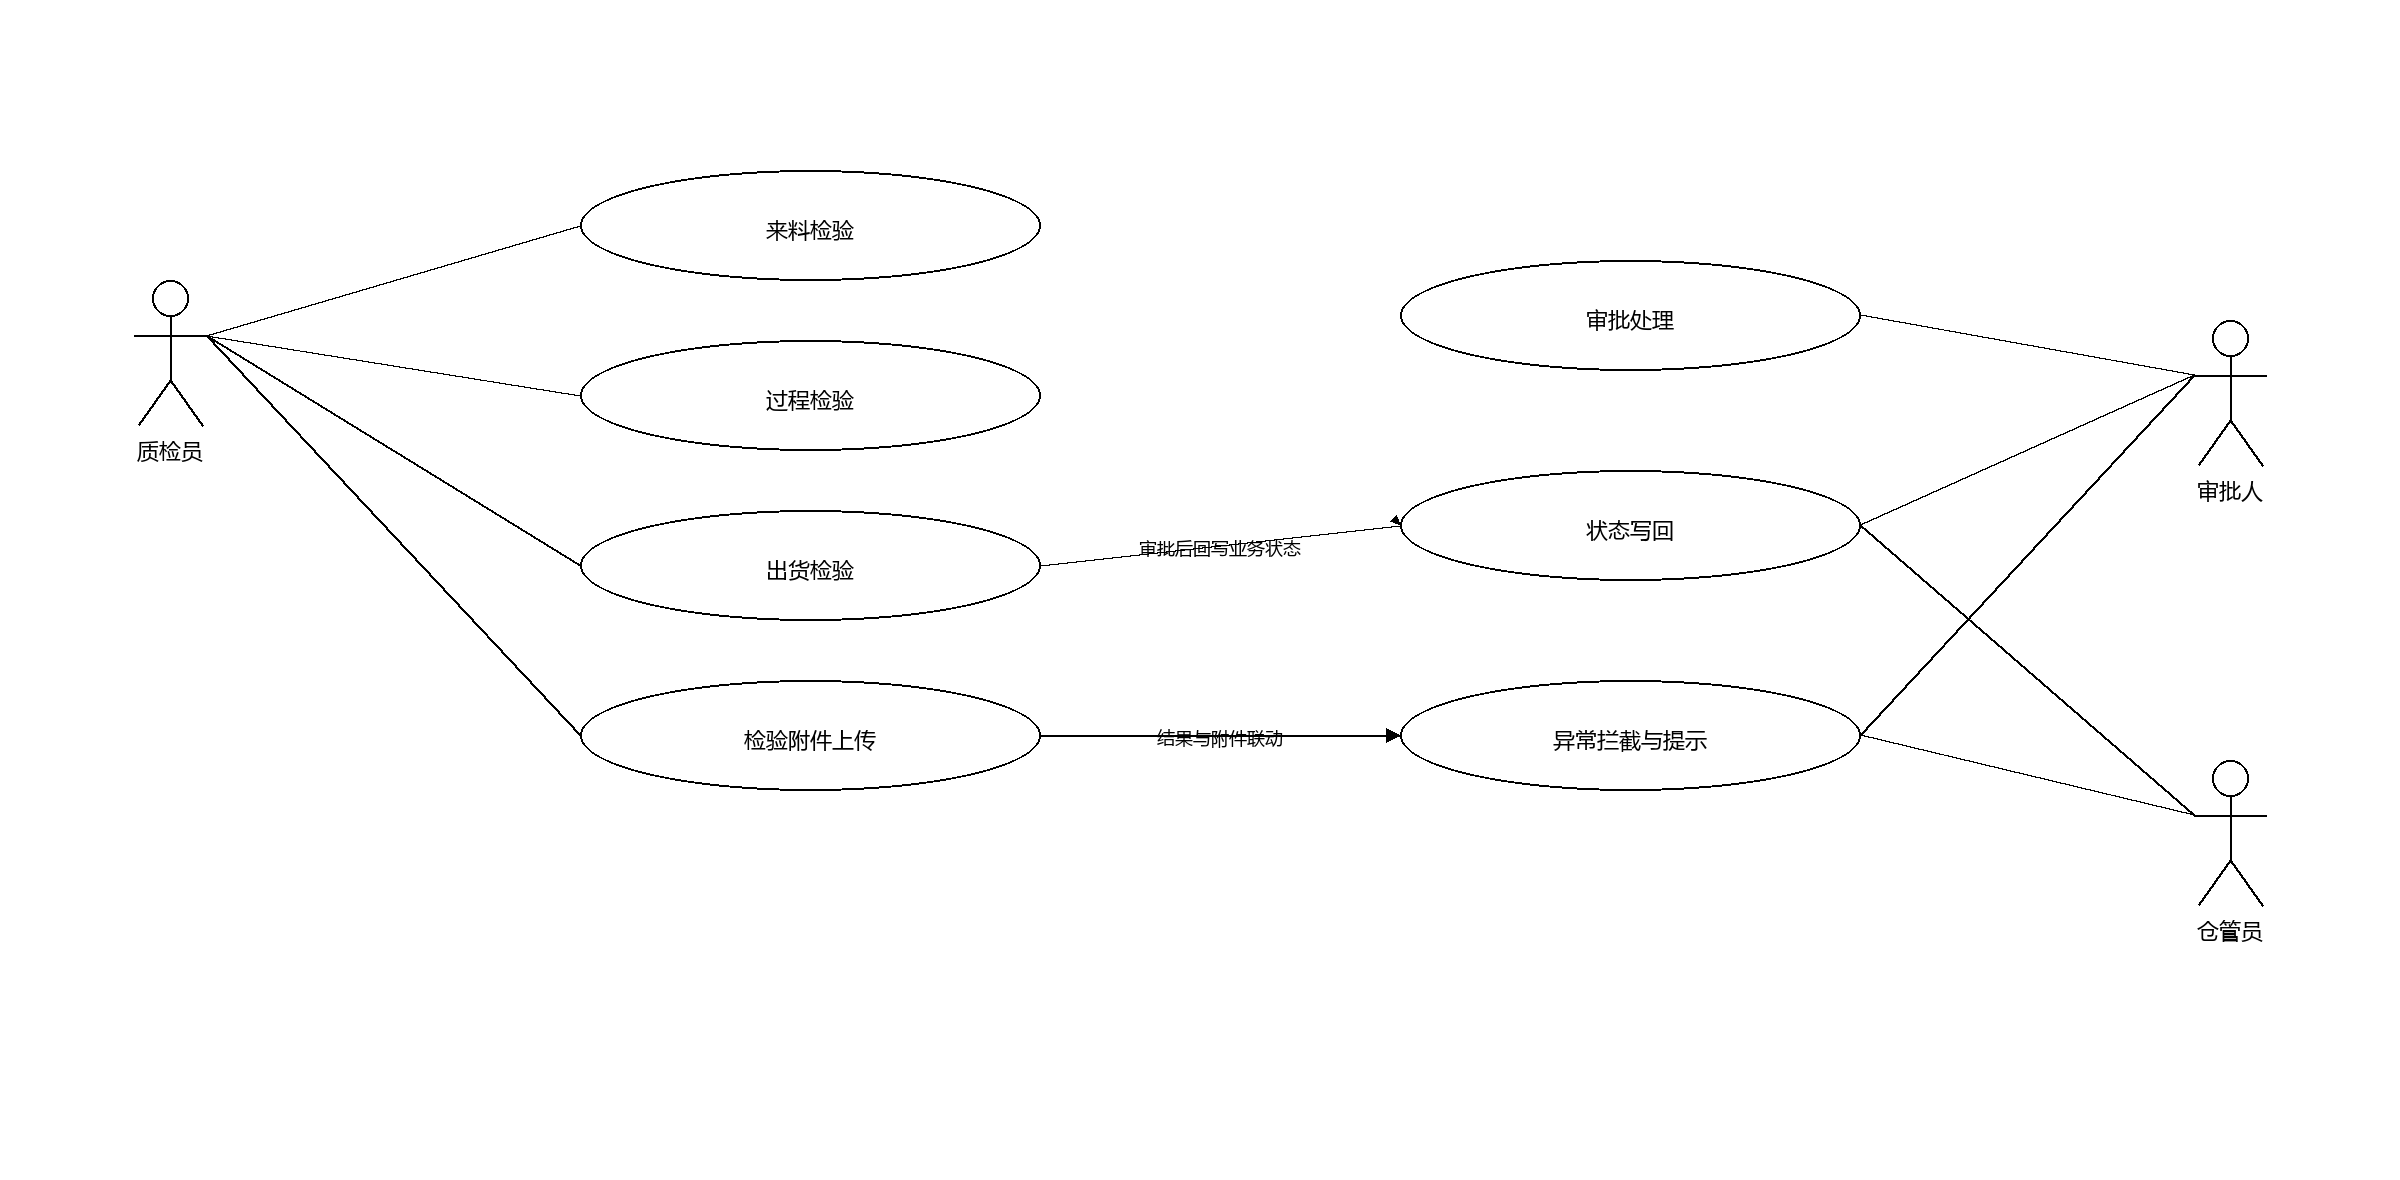 来料检验
审批处理
过程检验
质检员
审批人
状态写回
审批后回写业务状态
出货检验
检验附件上传
结果与附件联动
异常拦截与提示
仓管员